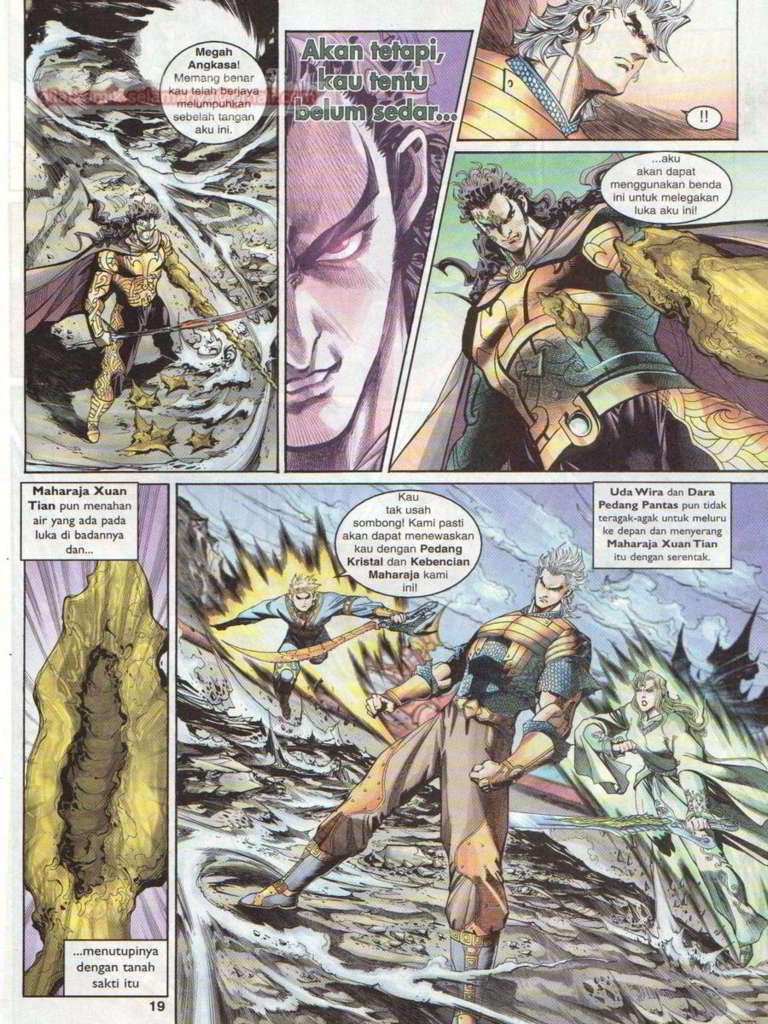 Megah
Angkasa!
Memang benar
kau telah berjaya
melumpuhkan
sebelah tangan
aku ini.
Akan tetapi,
kau tentu
belum sedar...
!!
...aku
akan dapat
menggunakan benda
ini untuk melegakan
luka aku ini!
Maharaja Xuan
Tian pun menahan
air yang ada pada
luka di badannya
dan...
...menutupinya
dengan tanah
sakti itu
Kau
tak usah
sombong! Kami pasti
akan dapat menewaskan
kau dengan Pedang
Kristal dan Kebencian
Maharaja kami
ini!
Uda Wira dan Dara
Pedang Pantas pun tidak
teragak-agak untuk meluru
ke depan dan menyerang
Maharaja Xuan Tian
itu dengan serentak.
19